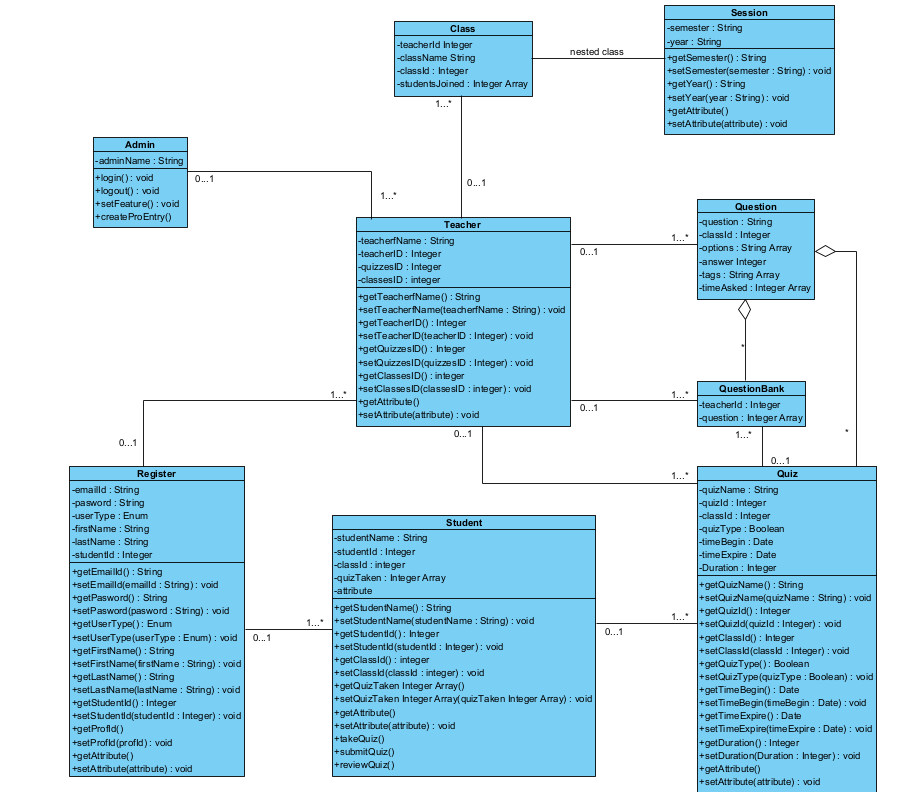 Class
-teacherId Integer
-className String
-classId : Integer
-studentsJoined : Integer Array
1...*
nested class
Session
-semester : String
-year : String
+getSemester() : String
+setSemester(semester : String) : void
+getYear() : String
+setYear(year : String) : void
+getAttribute()
+setAttribute(attribute) : void
Admin
-adminName : String
+login() : void
+logout() : void
+setFeature() : void
+createProEntry()
0...1
1...*
0...1
Teacher
-teacherfName : String
-teacherID : Integer
-quizzesID : Integer
-classesID : integer
+getTeacherfName() : String
+setTeacherfName(teacherfName : String) : void
+getTeacherID() : Integer
+setTeacherID(teacherID : Integer) : void
+getQuizzesID() : Integer
+setQuizzesID(quizzesID : Integer) : void
+getClassesID() : integer
+setClassesID(classesID : integer) : void
+getAttribute()
+setAttribute(attribute) : void
0...1
1...*
Question
-question : String
-classId : Integer
-options : String Array
-answer Integer
-tags : String Array
-timeAsked : Integer Array
*
0...1
1...*
QuestionBank
-teacherId : Integer
-question : Integer Array
1...*
0...1
*
1...*
0...1
0...1
1...*
Register
-emailId : String
-pasword : String
-userType : Enum
-firstName : String
-lastName : String
-studentId : Integer
+getEmailId() : String
+setEmailId(emailId : String) : void
+getPasword() : String
+setPasword(pasword : String) : void
+getUserType() : Enum
+setUserType(userType : Enum) : void
+getFirstName() : String
+setFirstName(firstName : String) : void
+getLastName() : String
+setLastName(lastName : String) : void
+getStudentId() : Integer
+setStudentId(studentId : Integer) : void
+getProfId()
+setProfId(profId) : void
+getAttribute()
+setAttribute(attribute) : void
0...1
1...*
Student
-studentName : String
-studentId : Integer
-classId : integer
-quizTaken : Integer Array
-attribute
+getStudentName() : String
+setStudentName(studentName : String) : void
+getStudentId() : Integer
+setStudentId(studentId : Integer) : void
+getClassId() : integer
+setClassId(classId : integer) : void
+getQuizTaken Integer Array()
+setQuizTaken Integer Array(quizTaken Integer Array) : void
+getAttribute()
+setAttribute(attribute) : void
+takeQuiz()
+submitQuiz()
+reviewQuiz()
0...1
1...*
Quiz
-quizName : String
-quizId : Integer
-classId : Integer
-quizType : Boolean
-timeBegin : Date
-timeExpire : Date
-Duration : Integer
+getQuizName() : String
+setQuizName(quizName : String) : void
+getQuizId() : Integer
+setQuizId(quizId : Integer) : void
+getClassId() : Integer
+setClassId(classId : Integer) : void
+getQuizType() : Boolean
+setQuizType(quizType : Boolean) : void
+getTimeBegin() : Date
+setTimeBegin(timeBegin : Date) : void
+getTimeExpire() : Date
+setTimeExpire(timeExpire : Date) : void
+getDuration() : Integer
+setDuration(Duration : Integer) : void
+getAttribute()
+setAttribute(attribute) : void